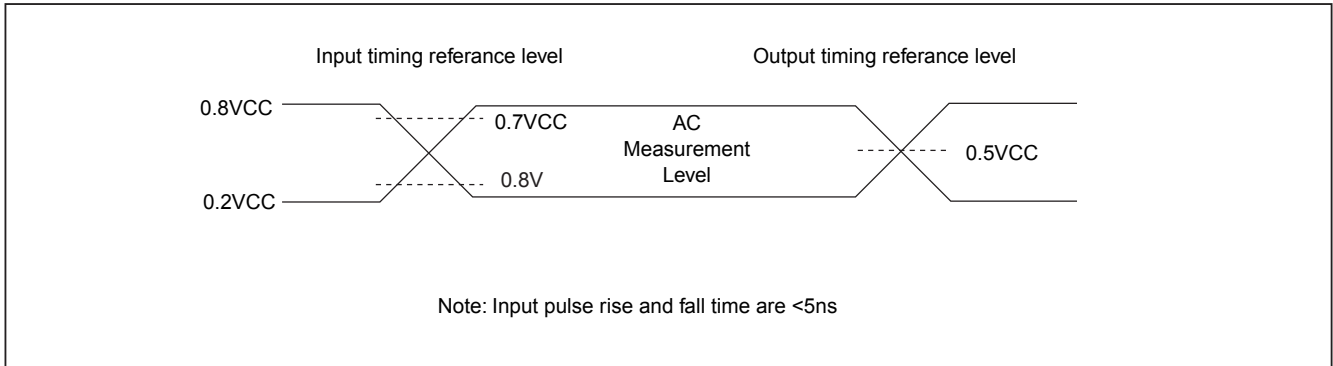 Input timing referance level
Output timing referance level
0.8VCC
0.7VCC
AC
Measurement
Level
0.5VCC
0.8V
0.2VCC
Note: Input pulse rise and fall time are <5ns